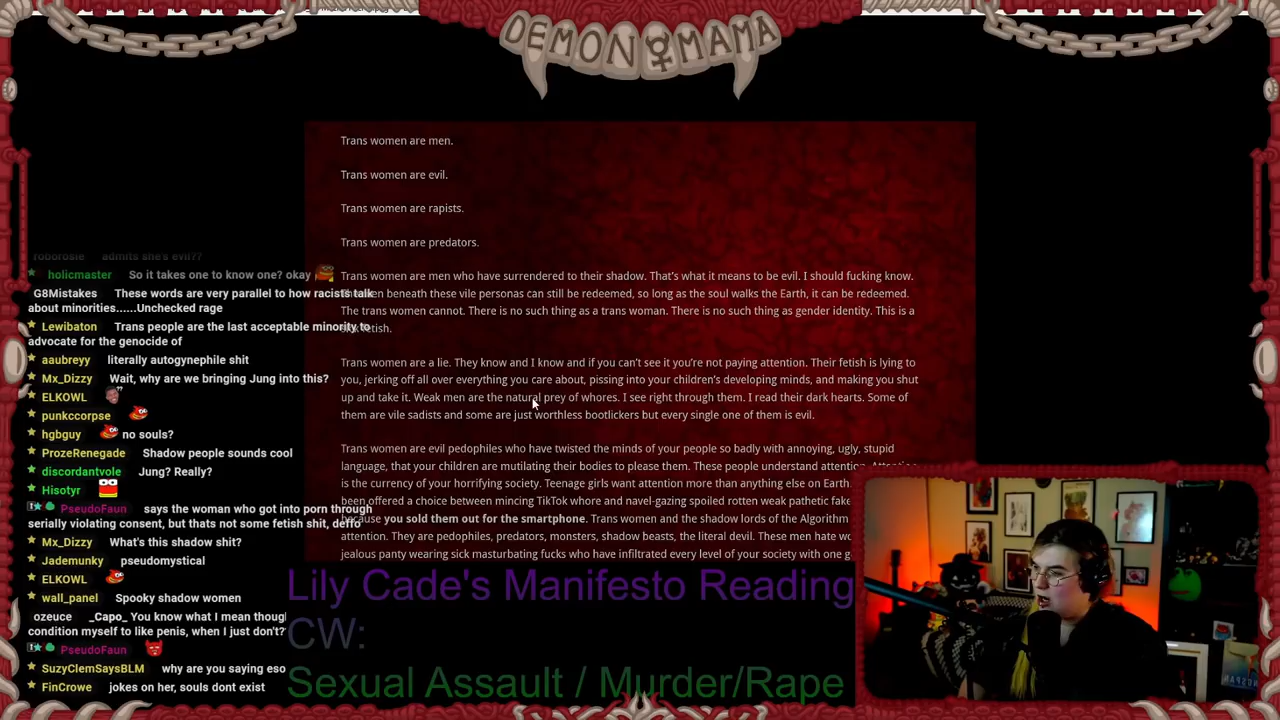 DEMON MAMA
Trans women are men.
Trans women are evil.
Trans women are rapists.
Trans women are predators.
Trans women are men who have surrendered to their shadow. That's what it means to be evil. I should fucking know.
beneath these vile personas can still be redeemed, so long as the soul walks the Earth, it can be redeemed.
The trans women cannot. There is no such thing as a trans woman. There is no such thing as gender identity. This is a
fetish.
Trans women are a lie. They know and I know and if you can't see it you're not paying attention. Their fetish is lying to
you, jerking off all over everything you care about, pissing into your children's developing minds, and making you shut
up and take it. Weak men are the natural prey of whores. I see right through them. I read their dark hearts. Some of
them are vile sadists and some are just worthless bootlickers but every single one of them is evil.
Trans women are evil pedophiles who have twisted the minds of your people so badly with annoying, ugly, stupid
language, that your children are mutilating their bodies to please them. These people understand attention. Attention
is the currency of your horrifying society. Teenage girls want attention more than anything else on Earth.
been offered a choice between mincing TikTok whore and navel-gazing spoiled rotten weak pathetic fake
because you sold them out for the smartphone. Trans women and the shadow lords of the Algorithm
attention. They are pedophiles, predators, monsters, shadow beasts, the literal devil. These men hate
jealous panty wearing sick masturbating fucks who have infiltrated every level of your society with one
roborosie admits she's evil??
holicmaster So it takes one to know one? okay
G8Mistakes These words are very parallel to how racists talk
about minorities......Unchecked rage
Lewibaton Trans people are the last acceptable minority to
advocate for the genocide of
aaubreyy literally autogynephile shit
Mx_Dizzy Wait, why are we bringing Jung into this?
ELKOWL
punkccorpse
hgbguy no souls?
ProzeRenegade Shadow people sounds cool
discordantvole Jung? Really?
Hisotyr
PseudoFaun says the woman who got into porn through
serially violating consent, but thats not some fetish shit, deffo
Mx_Dizzy What's this shadow shit?
Jademunky pseudomystical
ELKOWL
wall_panel Spooky shadow women
ozeuce _Capo_ You know what I mean though
condition myself to like penis, when I just don't?
PseudoFaun
SuzyClemSaysBLM why are you saying eso
FinCrowe jokes on her, souls dont exist
Lily Cade's Manifesto Reading
CW:
Sexual Assault / Murder/Rape